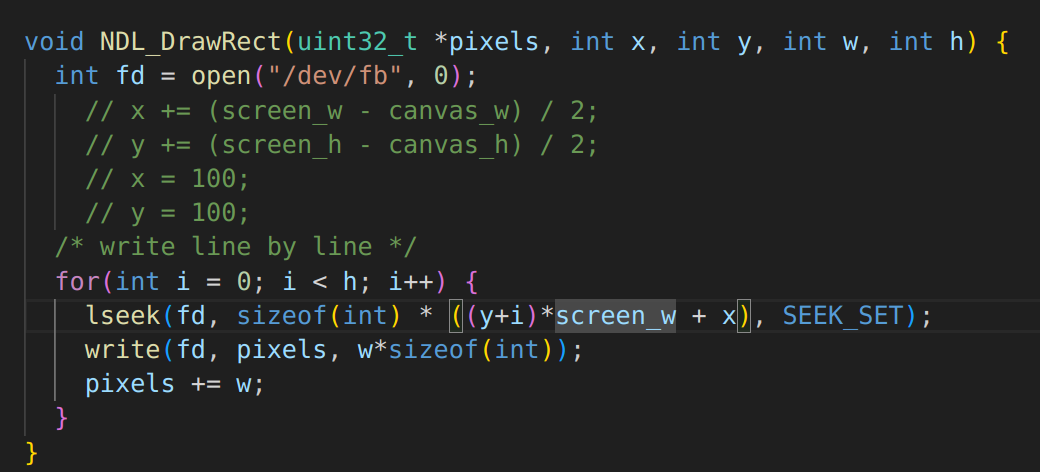 void NDL_DrawRect(uint32_t *pixels, int x, int y, int w, int h) {
  int fd = open("/dev/fb", 0);
    // x += (screen_w - canvas_w) / 2;
    // y += (screen_h - canvas_h) / 2;
    // x = 100;
    // y = 100;
  /* write line by line */
  for(int i = 0; i < h; i++) {
    lseek(fd, sizeof(int) * ((y+i)*screen_w + x), SEEK_SET);
    write(fd, pixels, w*sizeof(int));
    pixels += w;
  }
}